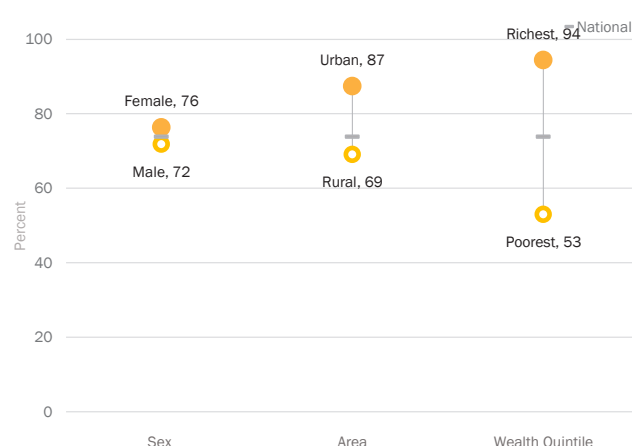 National
Richest, 94
100
Urban, 87
Female, 76
80
Male, 72
Rural, 69
60
Percent
Poorest, 53
40
20
0
Sex
Area
Wealth Quintile